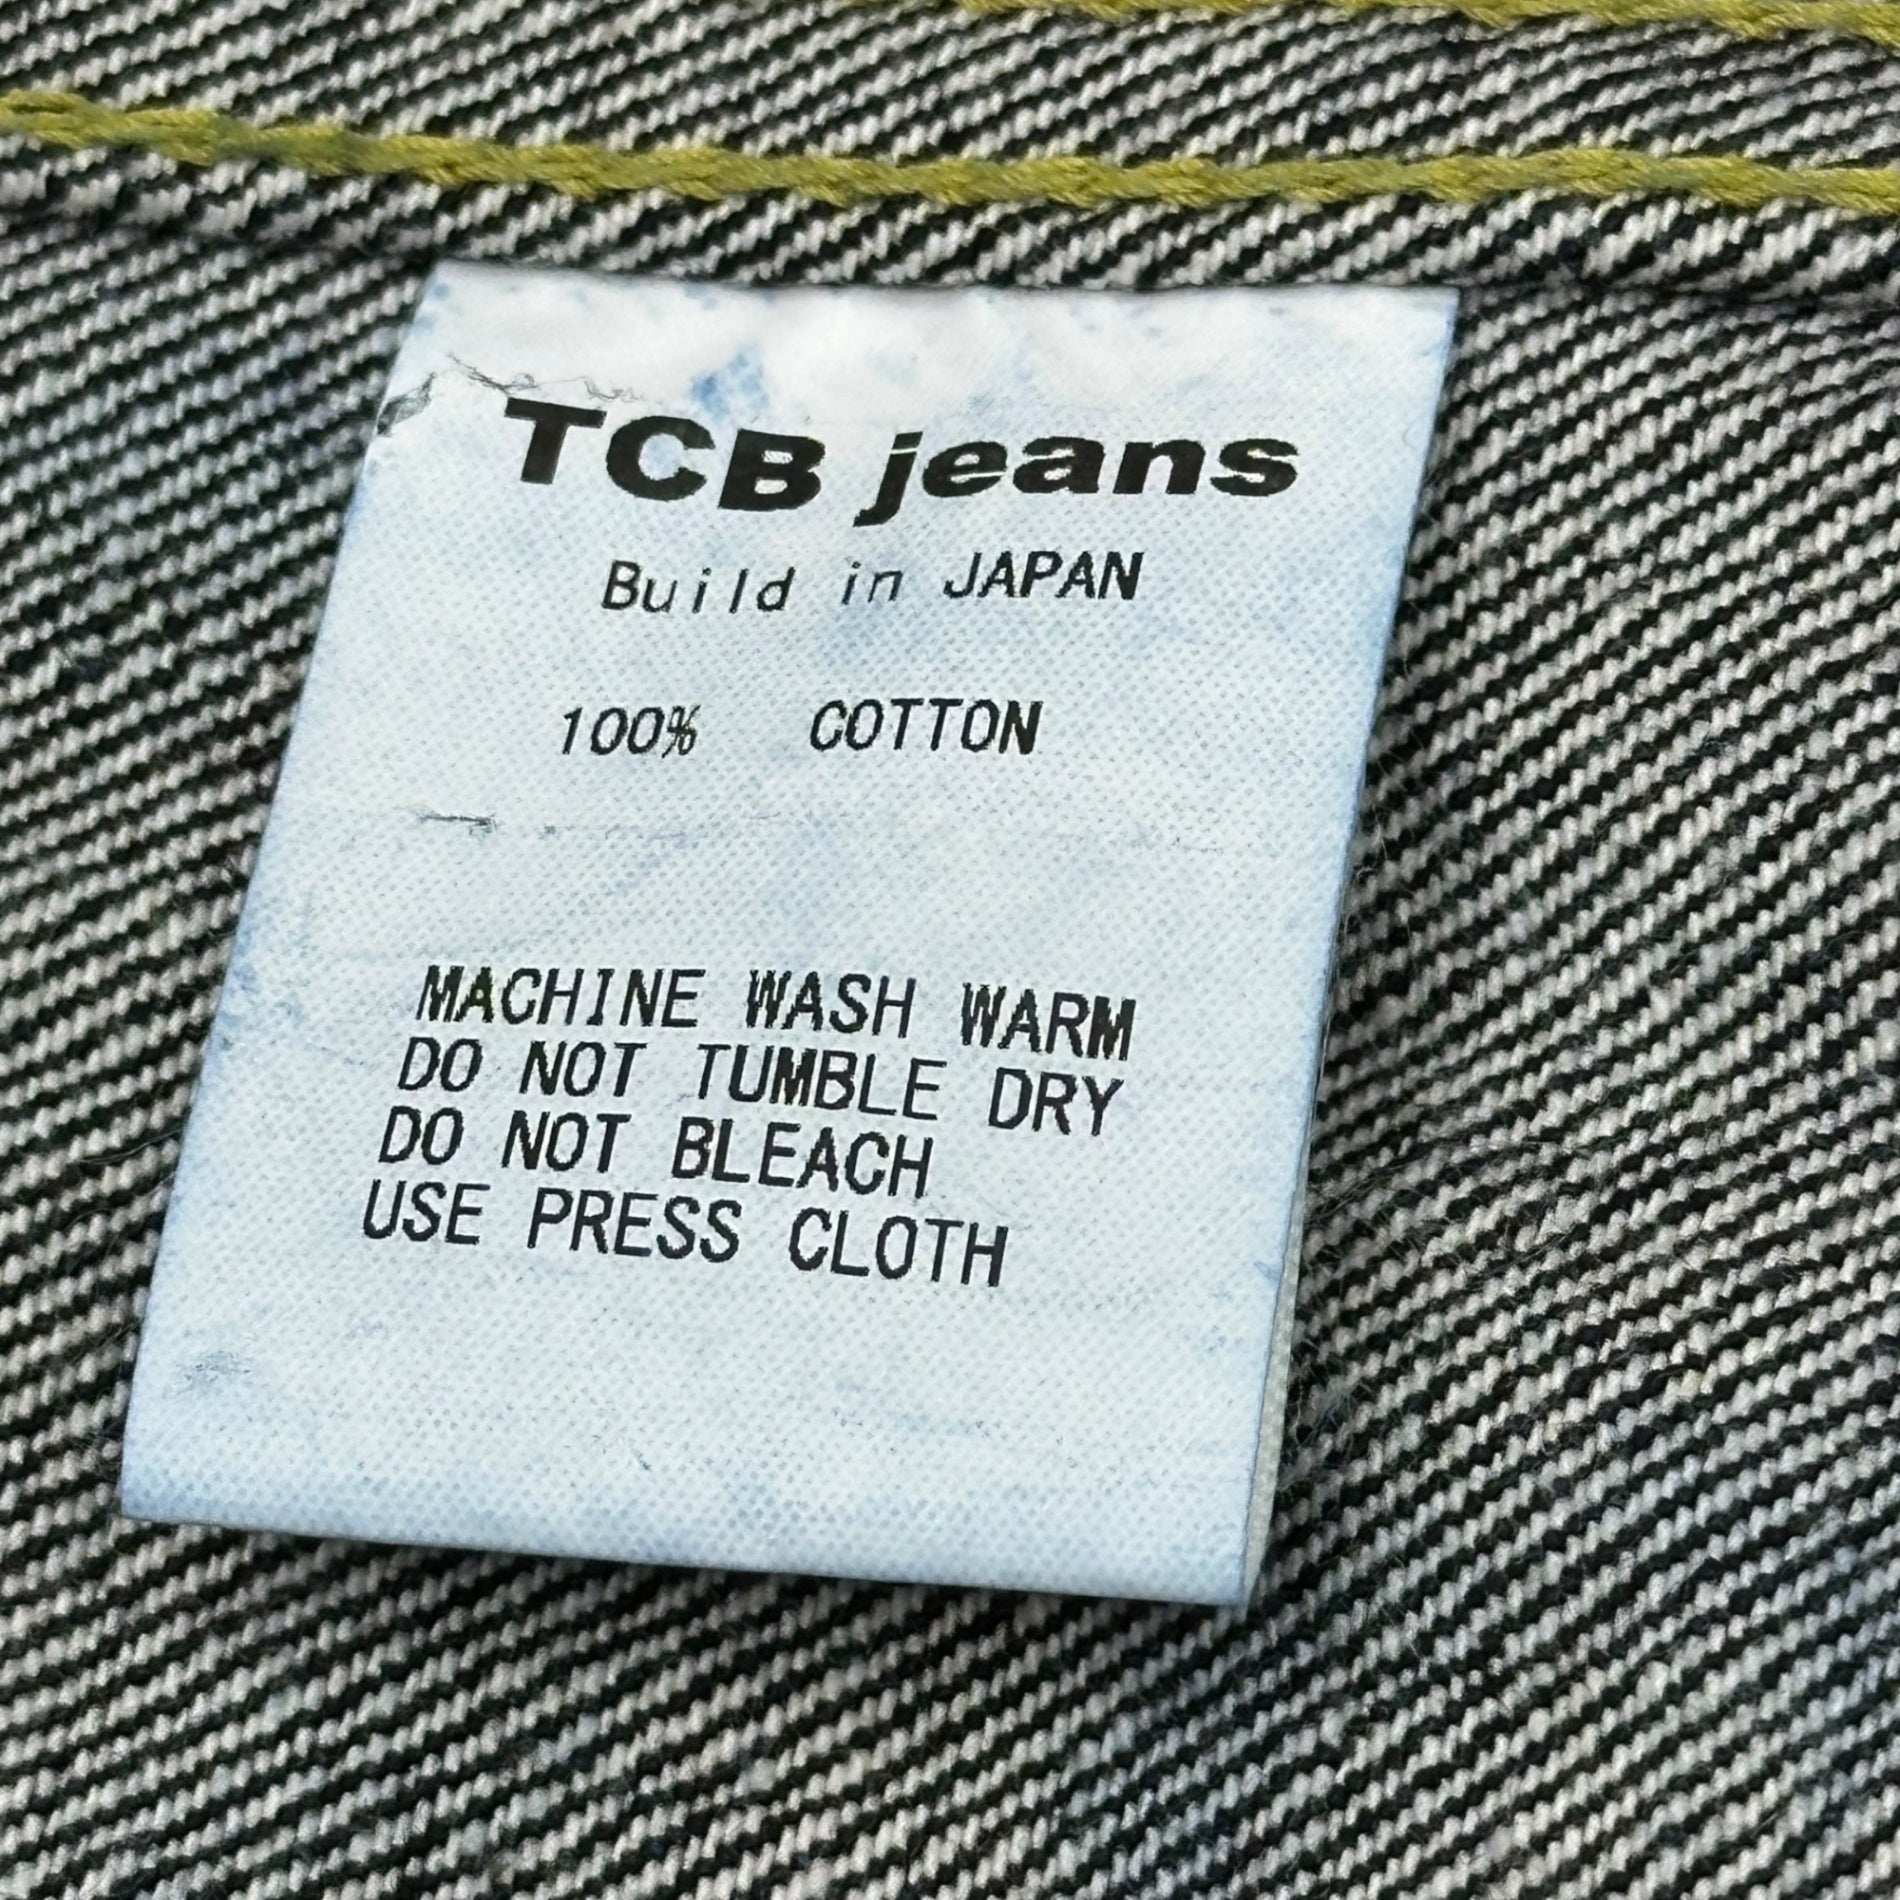 TCB jeans
Build in JAPAN
100% COTTON
MACHINE WASH WARM
DO NOT TUMBLE DRY
DO NOT BLEACH
USE PRESS CLOTH